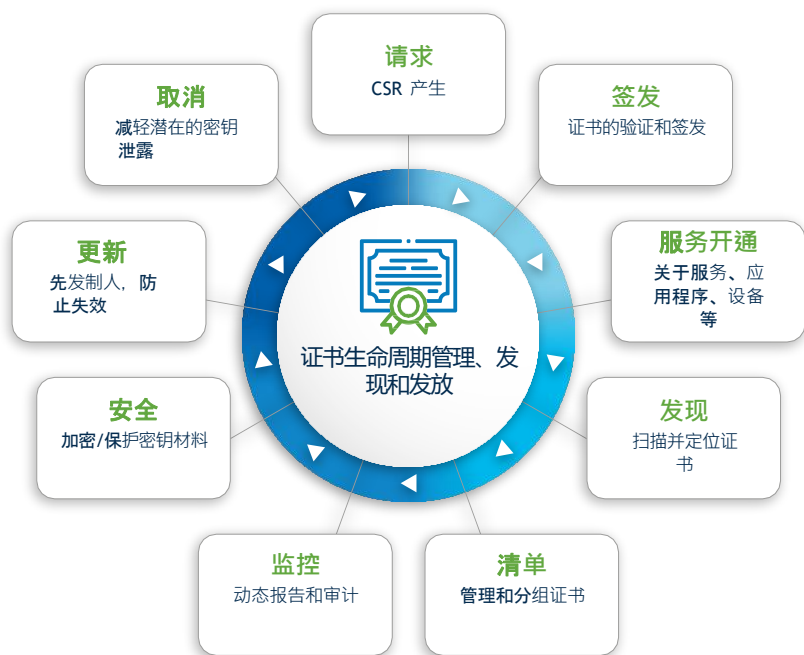 请求
CSR 产生
签发
证书的验证和签发
服务开通
关于服务、应
用程序、设备
等
发现
扫描并定位证
书
清单
管理和分组证书
监控
动态报告和审计
安全
加密/保护密钥材料
更新
先发制人，防
止失效
取消
减轻潜在的密钥
泄露
证书生命周期管理、发
现和发放